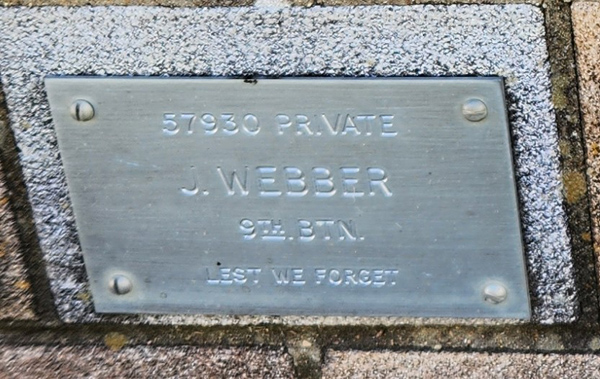 57930 PRIVATE
J. WEBBER
9TH. BTN.
LEST WE FORGET